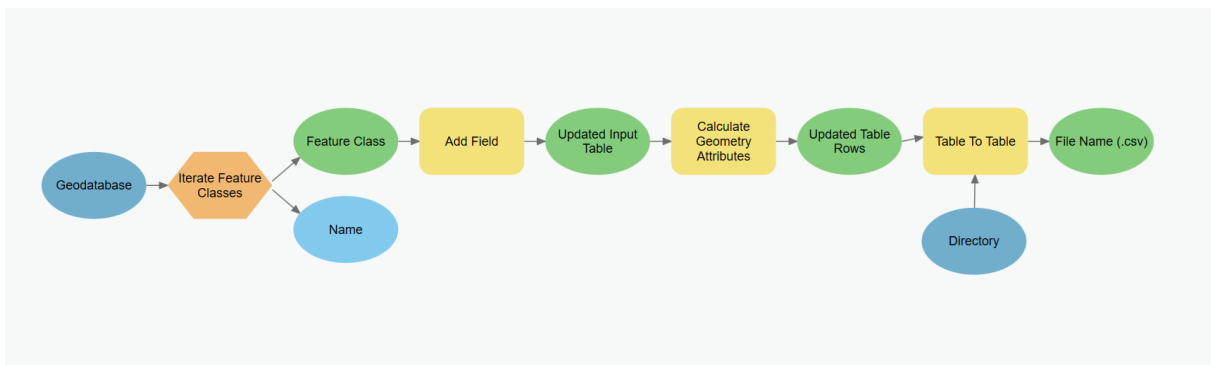 Geodatabase
Iterate Feature
Classes
Feature Class
Name
Add Field
Updated Input
Table
Calculate
Geometry
Attributes
Updated Table
Rows
Table To Table
Directory
File Name (.csv)